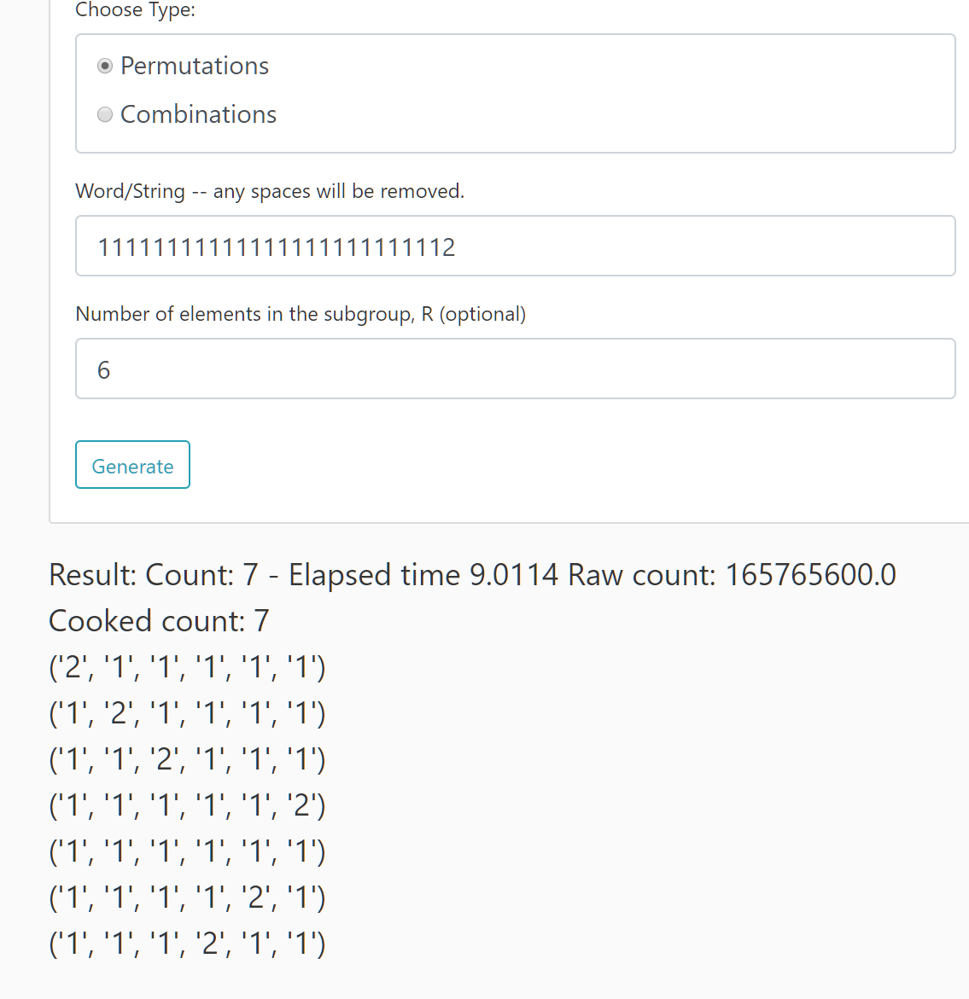 Choose Type:
Permutations
Combinations
Word/String -- any spaces will be removed.
11111111111111111111111112
Number of elements in the subgroup, R (optional)
6
Generate
Result: Count: 7 - Elapsed time 9.0114 Raw count: 165765600.0
Cooked count: 7
('2', '1', '1', '1', '1', '1')
('1', '2', '1', '1', '1', '1')
('1', '1', '2', '1', '1', '1')
('1', '1', '1', '1', '1', '2')
('1', '1', '1', '1', '1', '1')
('1', '1', '1', '1', '2', '1')
('1', '1', '1', '2', '1', '1')